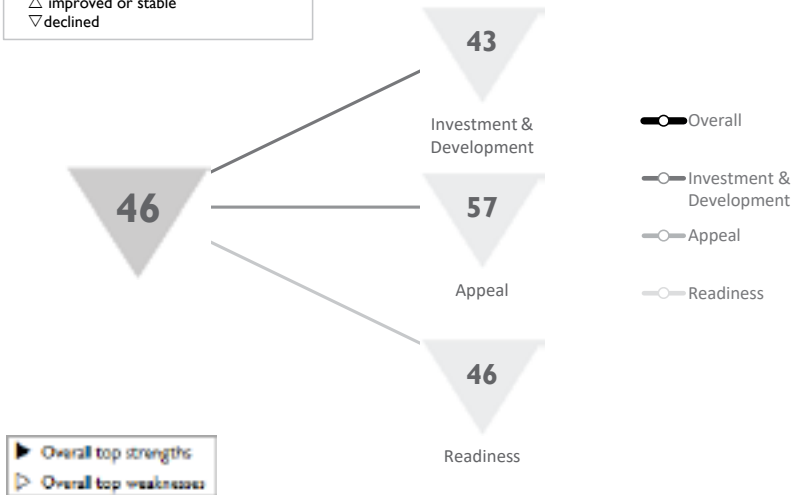 △ improved or stable
▽ declined
43
Investment &
Development
46
57
Appeal
46
Readiness
Overall
Investment &
Development
Appeal
Readiness
▶ Overall top strengths
▷ Overall top weaknesses